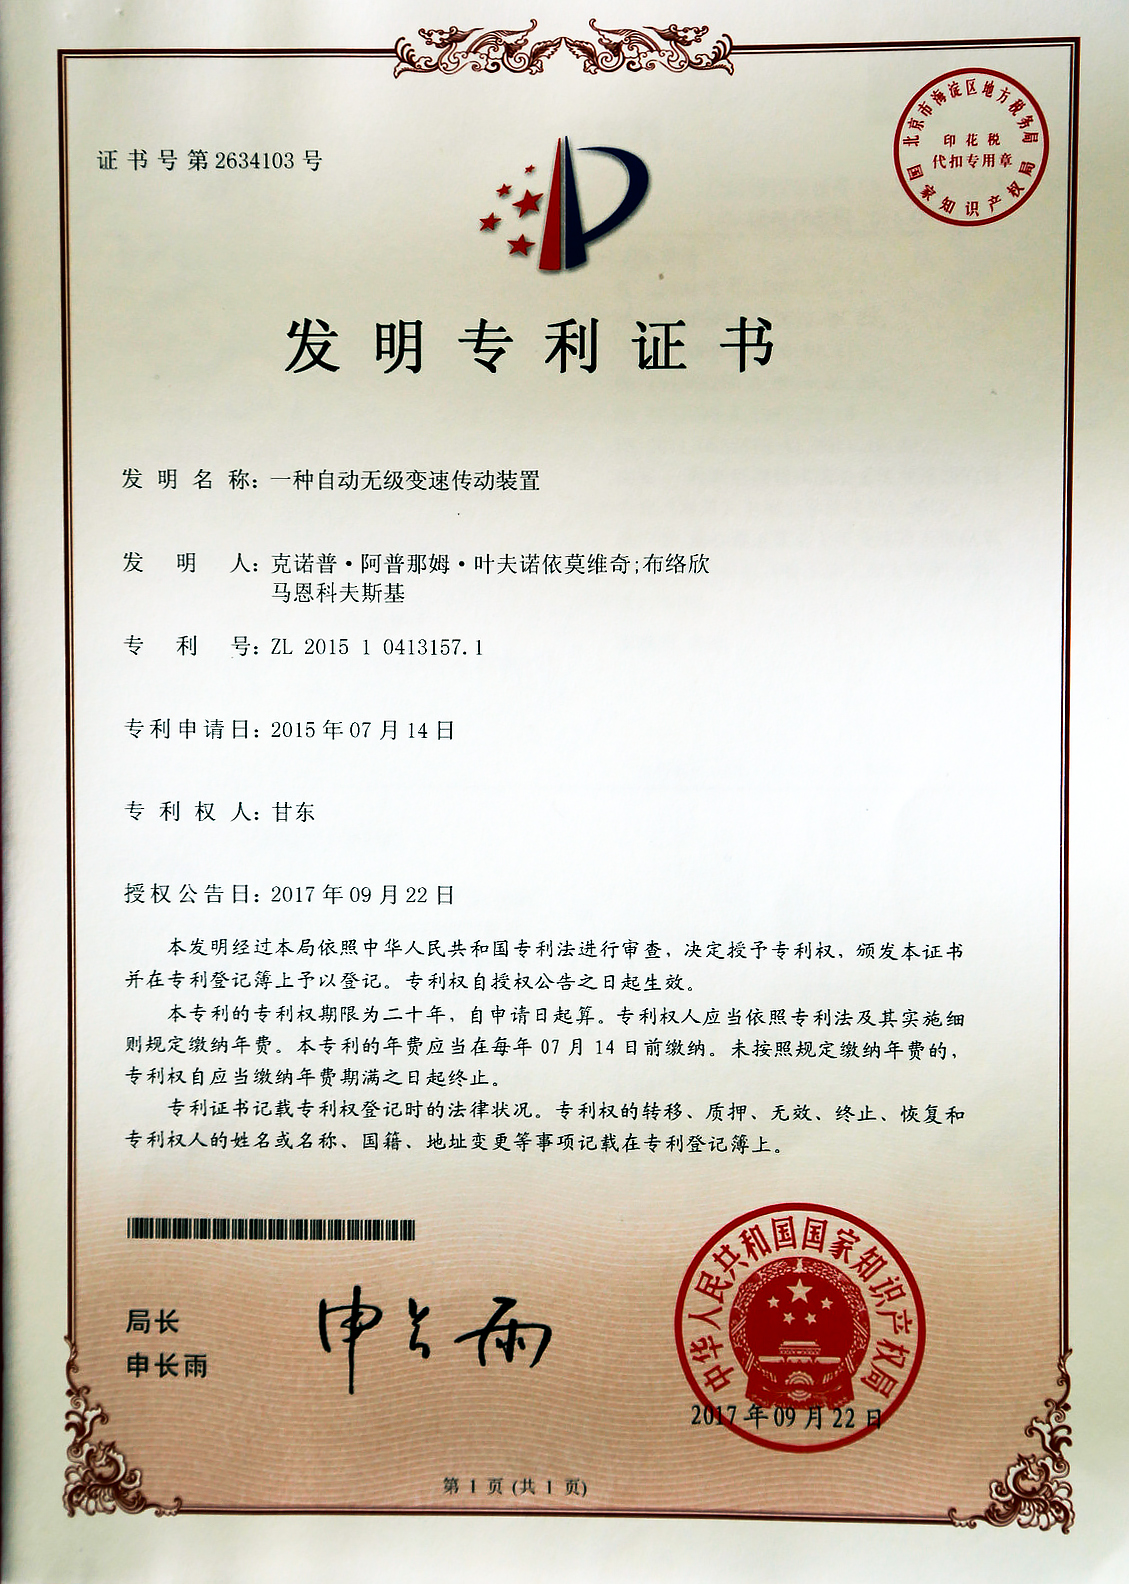 证书号第2634103号
北京市海淀区地方税务局
印花税
代扣专用章
国家知识产权局
发明专利证书
发明名称：一种自动无级变速传动装置
发明人：克诺普·阿普那姆·叶夫诺依莫维奇;布络欣
马恩科夫斯基
专利号：ZL 2015 1 0413157.1
专利申请日：2015年07月14日
专利权人：甘东
授权公告日：2017年09月22日
本发明经过本局依照中华人民共和国专利法进行审查，决定授予专利权，颁发本证书
并在专利登记簿上予以登记。专利权自授权公告之日起生效。
本专利的专利权期限为二十年，自申请日起算。专利权人应当依照专利法及其实施细
则规定缴纳年费。本专利的年费应当在每年07月14日前缴纳。未按照规定缴纳年费的，
专利权自应当缴纳年费期满之日起终止。
专利证书记载专利权登记时的法律状况。专利权的转移、质押、无效、终止、恢复和
专利权人的姓名或名称、国籍、地址变更等事项记载在专利登记簿上。
局长
申长雨
申长雨
中华人民共和国国家知识产权局
2017年09月22日
第1页(共1页)